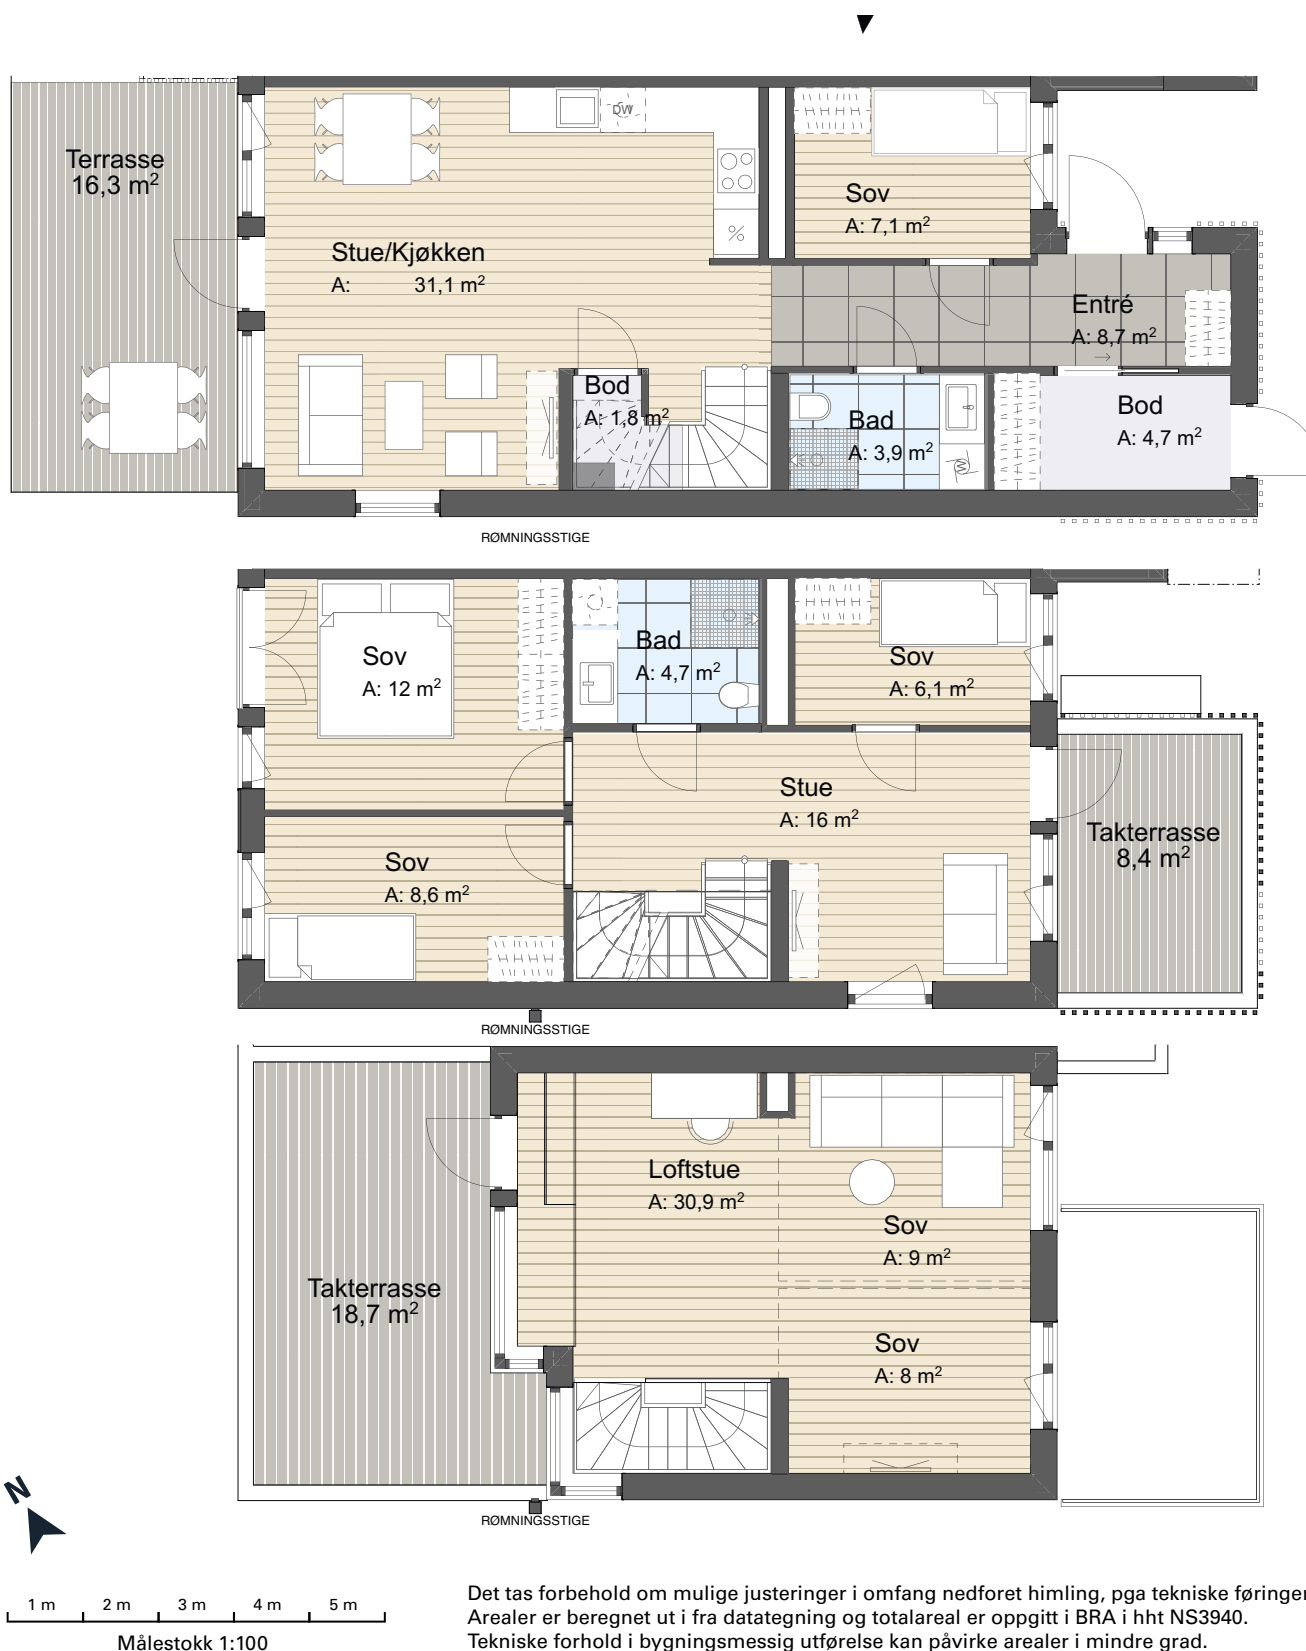 DW
Terrasse
16,3 m²
Sov
A: 7,1 m²
Stue/Kjøkken
A: 31,1 m²
Entré
A: 8,7 m²
Bod
A: 1,8 m²
Bad
A: 3,9 m²
Bod
A: 4,7 m²
W
RØMNINGSSTIGE
Sov
A: 12 m²
Bad
A: 4,7 m²
Sov
A: 6,1 m²
Stue
A: 16 m²
Takterrasse
8,4 m²
Sov
A: 8,6 m²
RØMNINGSSTIGE
Loftstue
A: 30,9 m²
Sov
A: 9 m²
Takterrasse
18,7 m²
Sov
A: 8 m²
RØMNINGSSTIGE
N
1 m 2 m 3 m 4 m 5 m
Målestokk 1:100
Det tas forbehold om mulige justeringer i omfang nedforet himling, pga tekniske føringer
Arealer er beregnet ut i fra datategning og totalareal er oppgitt i BRA i hht NS3940.
Tekniske forhold i bygningsmessig utførelse kan påvirke arealer i mindre grad.